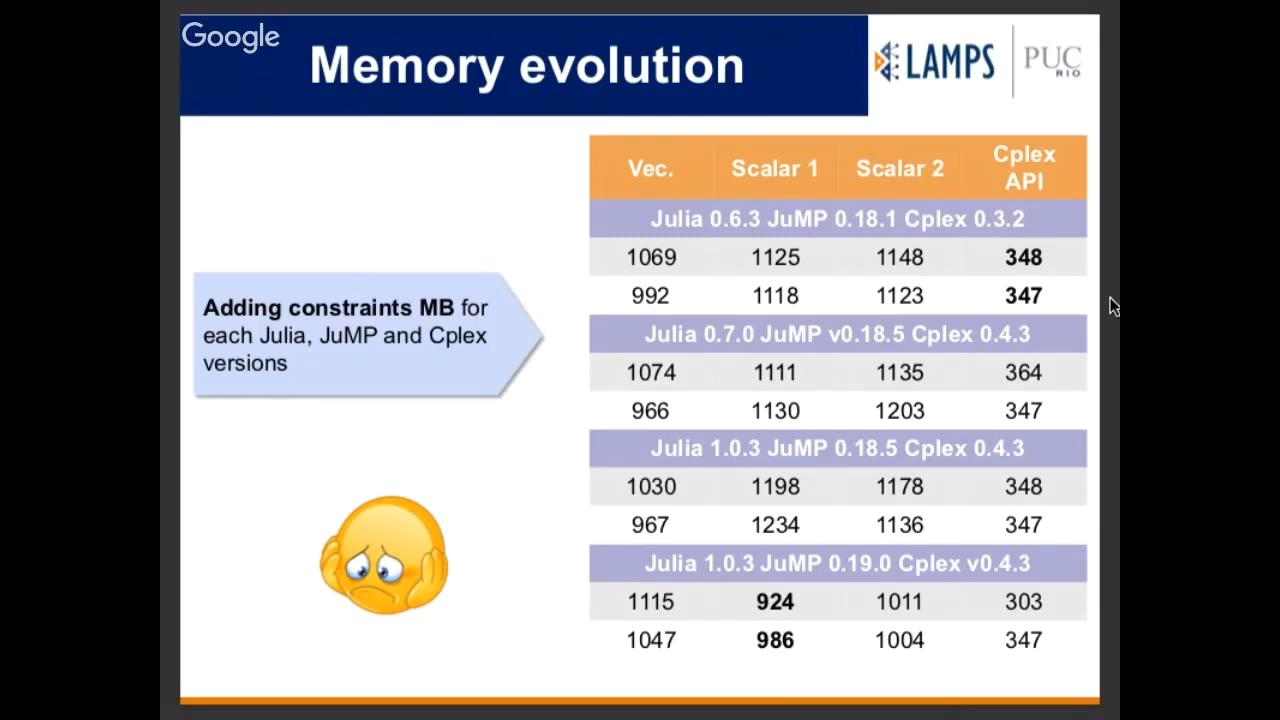 Google
Memory evolution
LAMPS
PUC
RIO
Adding constraints MB for
each Julia, JuMP and Cplex
versions
Vec. Scalar 1 Scalar 2 Cplex API
Julia 0.6.3 JuMP 0.18.1 Cplex 0.3.2
1069 1125 1148 348
992 1118 1123 347
Julia 0.7.0 JuMP v0.18.5 Cplex 0.4.3
1074 1111 1135 364
966 1130 1203 347
Julia 1.0.3 JuMP 0.18.5 Cplex 0.4.3
1030 1198 1178 348
967 1234 1136 347
Julia 1.0.3 JuMP 0.19.0 Cplex v0.4.3
1115 924 1011 303
1047 986 1004 347